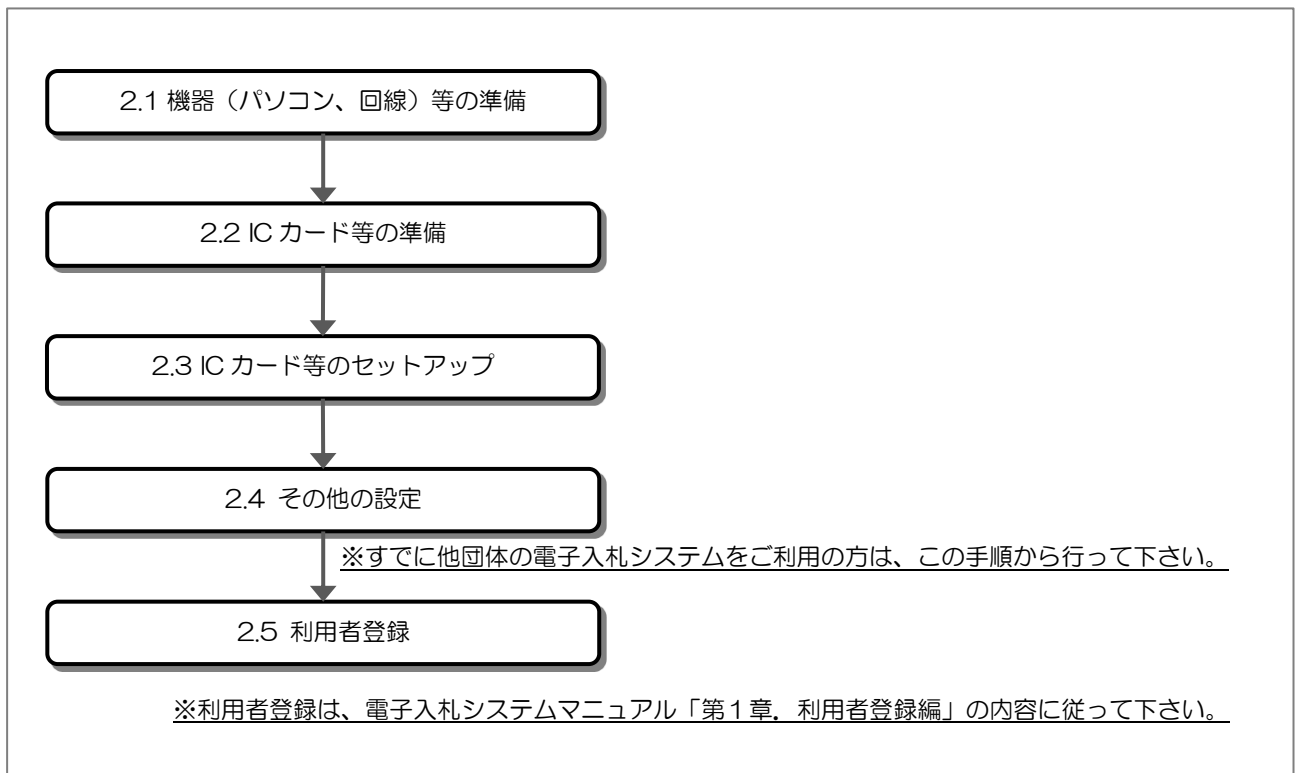 2.1 機器（パソコン、回線）等の準備
2.2 IC カード等の準備
2.3 IC カード等のセットアップ
2.4 その他の設定
※すでに他団体の電子入札システムをご利用の方は、この手順から行って下さい。
2.5 利用者登録
※利用者登録は、電子入札システムマニュアル「第１章．利用者登録編」の内容に従って下さい。